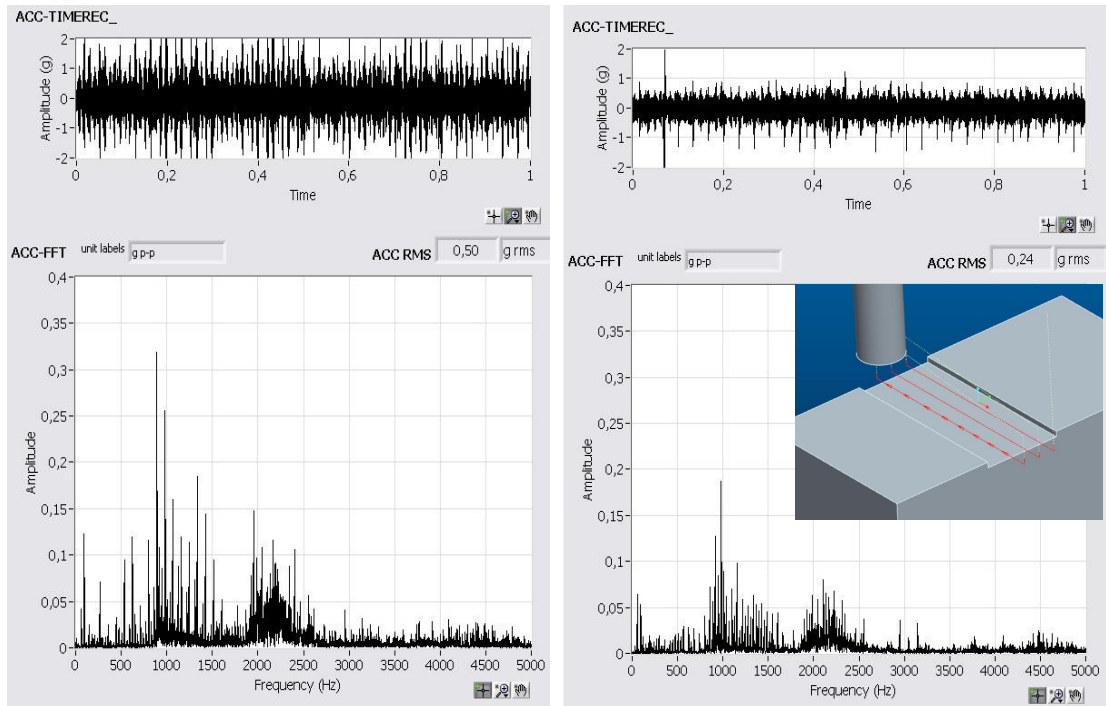 ACC-TIMEREC_
Amplitude (g)
2-
1-
0-
-1-
-2-
0 0,2 0,4 0,6 0,8 1
Time
ACC-FFT unit labels g p-p ACC RMS 0,50 g rms
Amplitude
0,4-
0,35-
0,3-
0,25-
0,2-
0,15-
0,1-
0,05-
0-
0 500 1000 1500 2000 2500 3000 3500 4000 4500 5000
Frequency (Hz)
ACC-TIMEREC_
Amplitude (g)
2-
1-
0-
-1-
-2-
0 0,2 0,4 0,6 0,8 1
Time
ACC-FFT unit labels g p-p ACC RMS 0,24 g rms
Amplitude
0,4-
0,35-
0,3-
0,25-
0,2-
0,15-
0,1-
0,05-
0-
0 500 1000 1500 2000 2500 3000 3500 4000 4500 5000
Frequency (Hz)